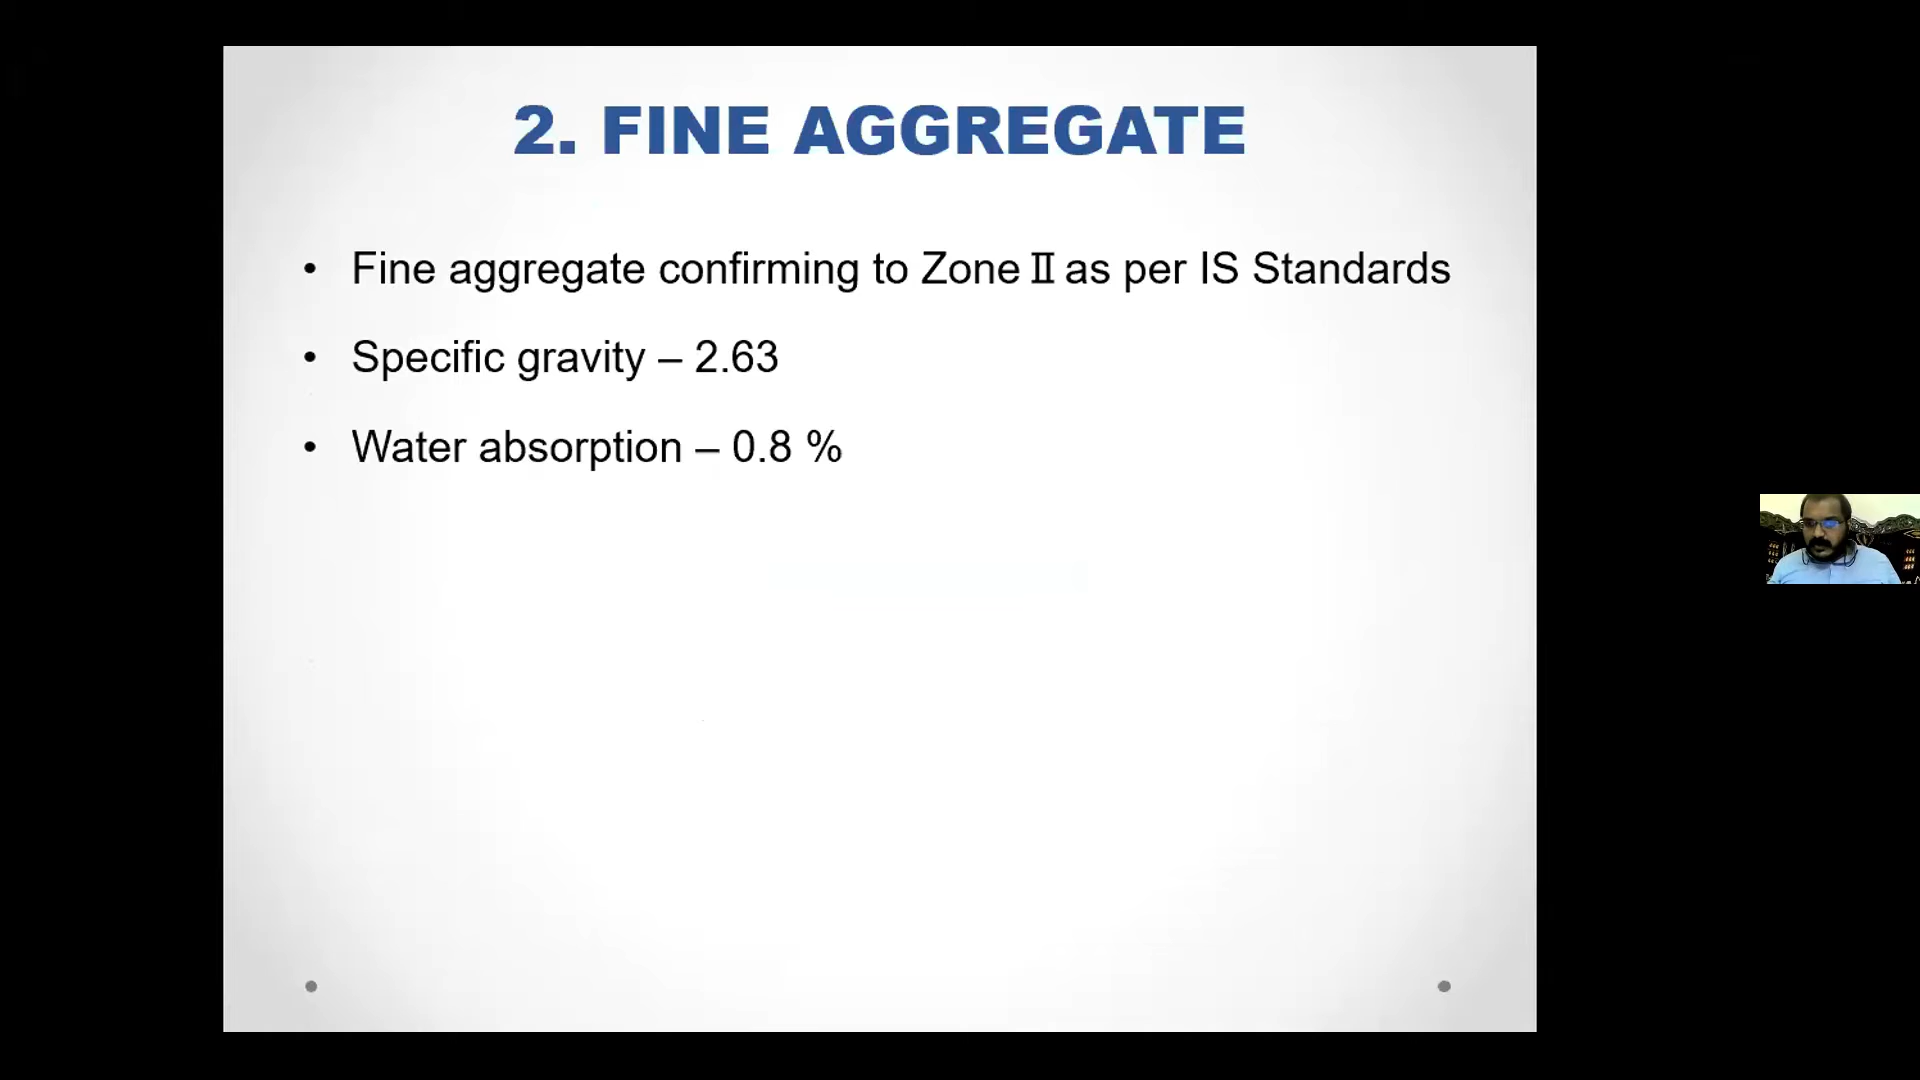 2. FINE AGGREGATE
• Fine aggregate confirming to Zone II as per IS Standards
• Specific gravity – 2.63
• Water absorption – 0.8 %